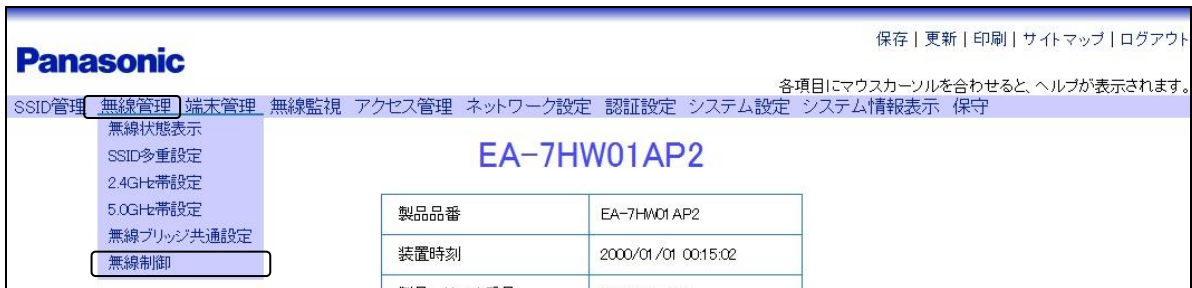 保存 | 更新 | 印刷 | サイトマップ | ログアウト
Panasonic
各項目にマウスカーソルを合わせると、ヘルプが表示されます。
SSID管理 無線管理 端末管理 無線監視 アクセス管理 ネットワーク設定 認証設定 システム設定 システム情報表示 保守
無線状態表示
SSID多重設定
2.4GHz帯設定
5.0GHz帯設定
無線ブリッジ共通設定
無線制御
EA-7HW01AP2
製品品番 EA-7HW01AP2
装置時刻 2000/01/01 00:15:02